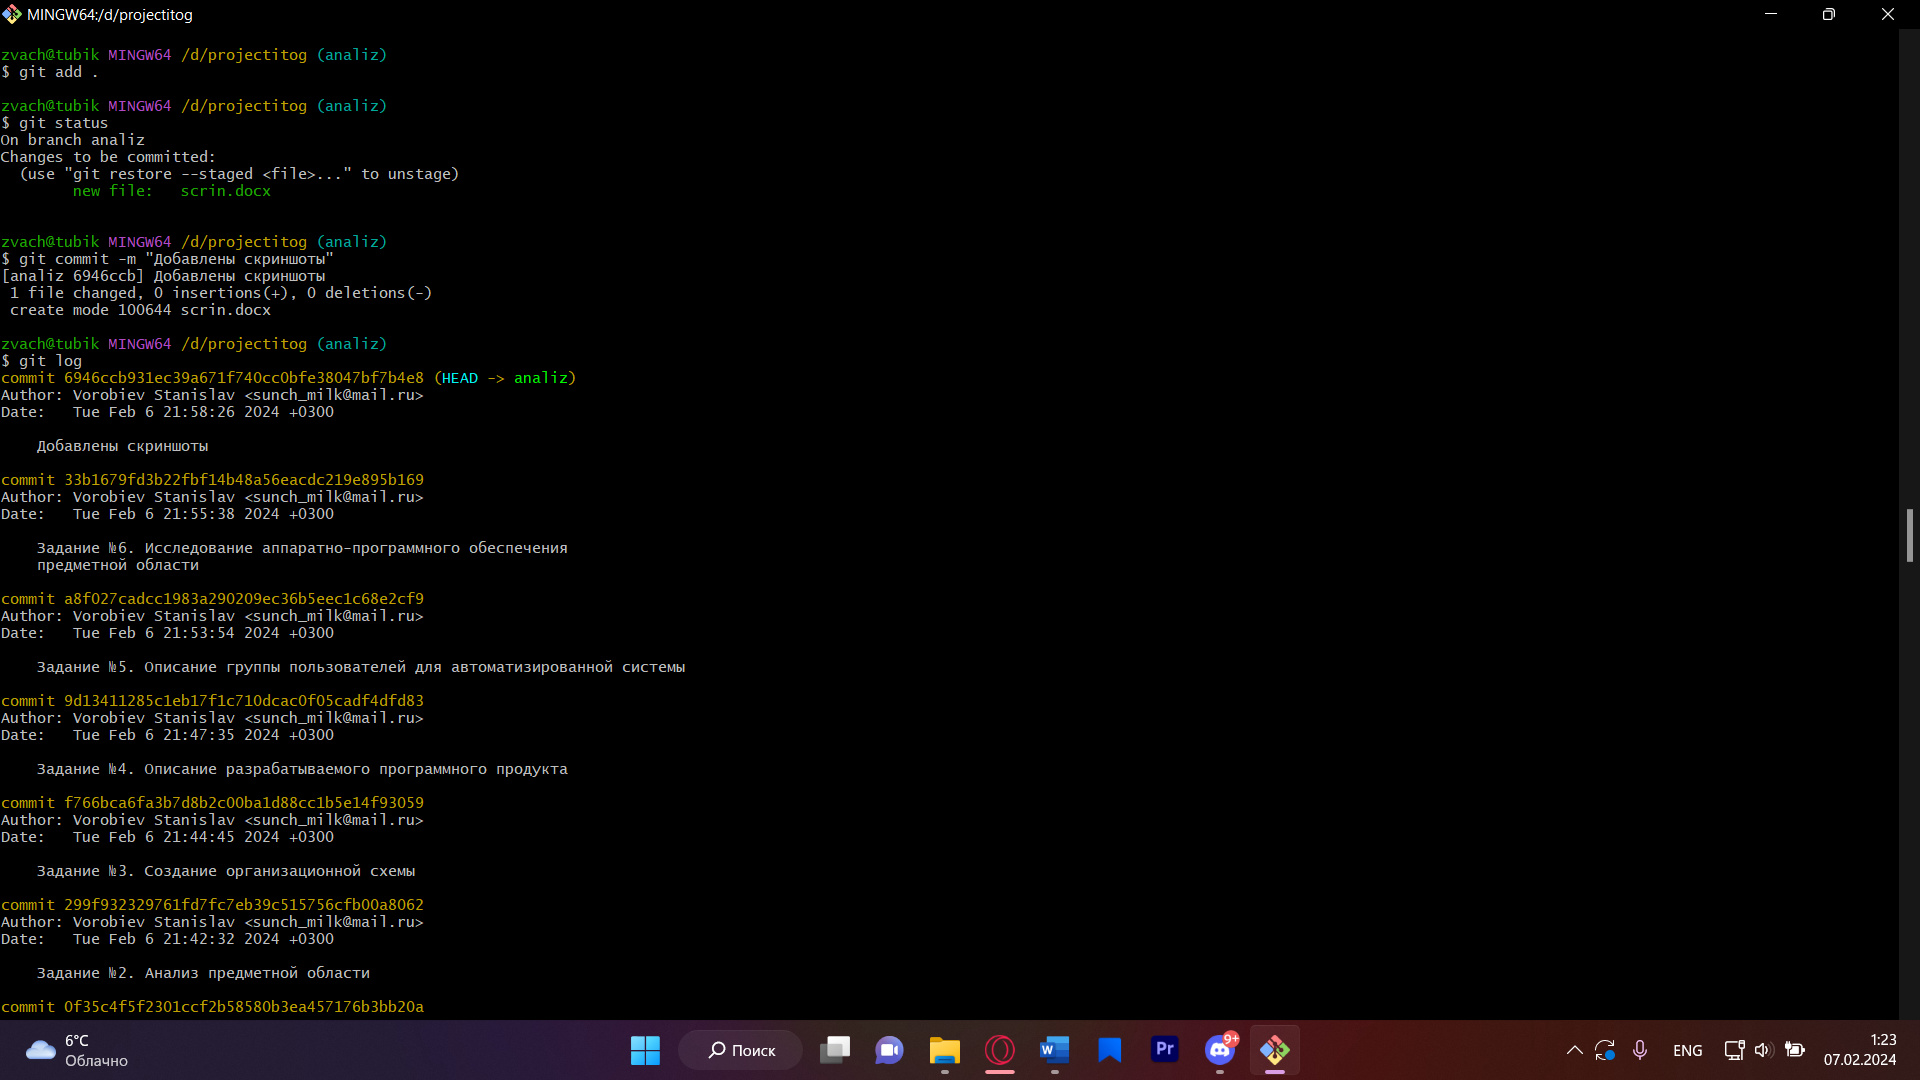 MINGW64:/d/projectitog
zvach@tubik MINGW64 /d/projectitog (analiz)
$ git add .
zvach@tubik MINGW64 /d/projectitog (analiz)
$ git status
On branch analiz
Changes to be committed:
(use "git restore --staged <file>..." to unstage)
new file:   scrin.docx
zvach@tubik MINGW64 /d/projectitog (analiz)
$ git commit -m "Добавлены скриншоты"
[analiz 6946ccb] Добавлены скриншоты
1 file changed, 0 insertions(+), 0 deletions(-)
create mode 100644 scrin.docx
zvach@tubik MINGW64 /d/projectitog (analiz)
$ git log
commit 6946ccb931ec39a671f740cc0bfe38047bf7b4e8 (HEAD -> analiz)
Author: Vorobiev Stanislav <sunch_milk@mail.ru>
Date:   Tue Feb 6 21:58:26 2024 +0300
Добавлены скриншоты
commit 33b1679fd3b22fbf14b48a56eacdc219e895b169
Author: Vorobiev Stanislav <sunch_milk@mail.ru>
Date:   Tue Feb 6 21:55:38 2024 +0300
Задание №6. Исследование аппаратно-программного обеспечения
предметной области
commit a8f027cadcc1983a290209ec36b5eec1c68e2cf9
Author: Vorobiev Stanislav <sunch_milk@mail.ru>
Date:   Tue Feb 6 21:53:54 2024 +0300
Задание №5. Описание группы пользователей для автоматизированной системы
commit 9d13411285c1eb17f1c710dcac0f05cadf4dfd83
Author: Vorobiev Stanislav <sunch_milk@mail.ru>
Date:   Tue Feb 6 21:47:35 2024 +0300
Задание №4. Описание разрабатываемого программного продукта
commit f766bca6fa3b7d8b2c00ba1d88cc1b5e14f93059
Author: Vorobiev Stanislav <sunch_milk@mail.ru>
Date:   Tue Feb 6 21:44:45 2024 +0300
Задание №3. Создание организационной схемы
commit 299f932329761fd7fc7eb39c515756cfb00a8062
Author: Vorobiev Stanislav <sunch_milk@mail.ru>
Date:   Tue Feb 6 21:42:32 2024 +0300
Задание №2. Анализ предметной области
commit 0f35c4f5f2301ccf2b58580b3ea457176b3bb20a
6°C
Облачно
Поиск
W
Pr
9+
ENG
1:23
07.02.2024